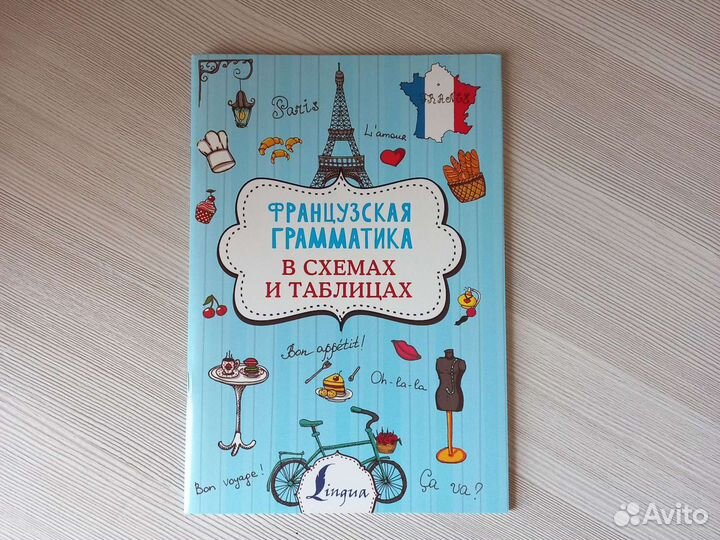 Paris
FRANCE
L'amour
ФРАНЦУЗСКАЯ
ГРАММАТИКА
В СХЕМАХ
И ТАБЛИЦАХ
Bon appétit!
Oh-la-la
Bon voyage!
Lingua
Ça va?
Avito